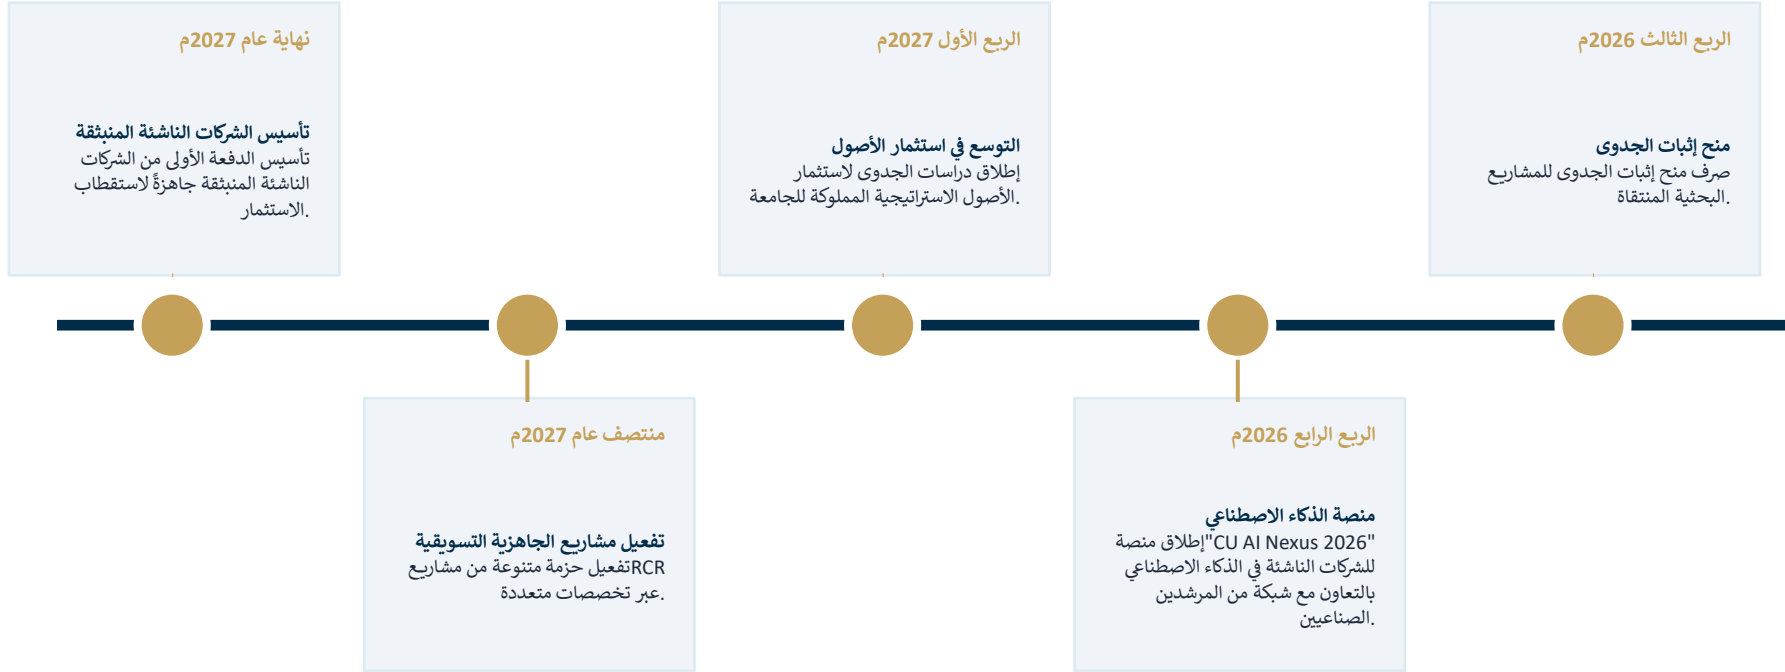 الربع الثالث 2026م
منح إثبات الجدوى
صرف منح إثبات الجدوى للمشاريع
البحثية المنتقاة.
الربع الرابع 2026م
منصة الذكاء الاصطناعي
إطلاق منصة"CU AI Nexus 2026"
للشركات الناشئة في الذكاء الاصطناعي
بالتعاون مع شبكة من المرشدين
الصناعيين.
الربع الأول 2027م
التوسع في استثمار الأصول
إطلاق دراسات الجدوى لاستثمار
الأصول الاستراتيجية المملوكة للجامعة.
منتصف عام 2027م
تفعيل مشاريع الجاهزية التسويقية
تفعيل حزمة متنوعة من مشاريع RCR
عبر تخصصات متعددة.
نهاية عام 2027م
تأسيس الشركات الناشئة المنبثقة
تأسيس الدفعة الأولى من الشركات
الناشئة المنبثقة جاهزةً لاستقطاب
الاستثمار.